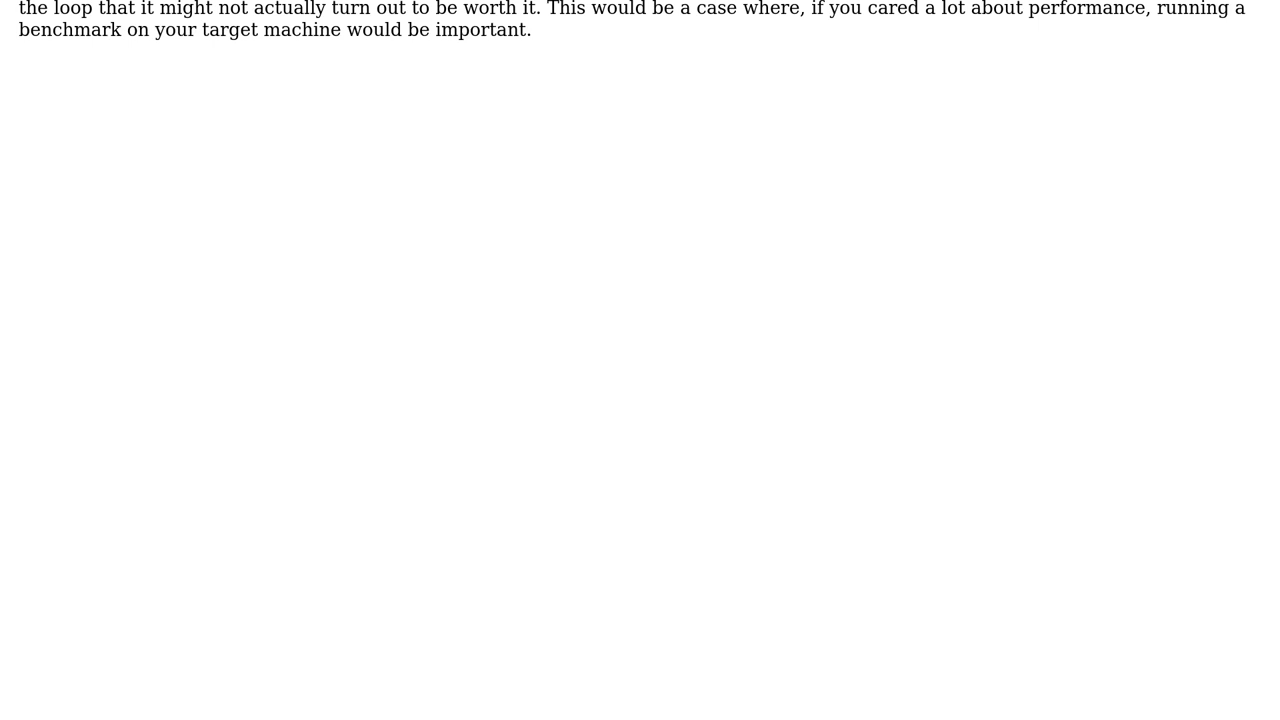 the loop that it might not actually turn out to be worth it. This would be a case where, if you cared a lot about performance, running a
benchmark on your target machine would be important.